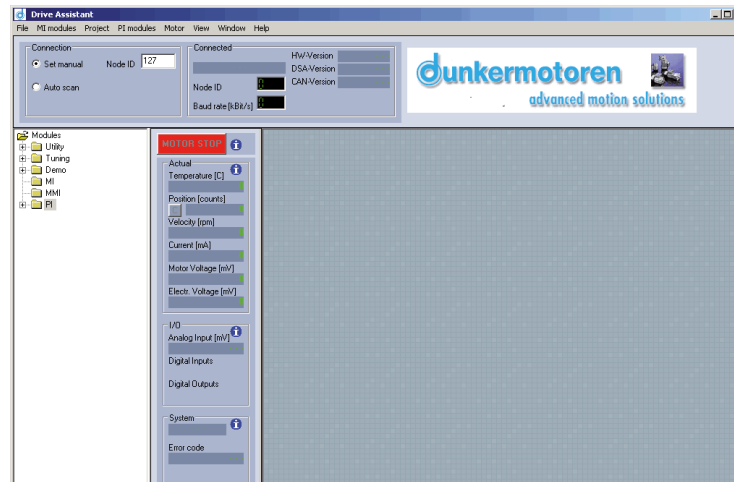 Drive Assistant
File MI modules Project PI modules Motor View Window Help
Connection
Set manual Node ID 127
Auto scan
Connected
HW-Version
DSA-Version
CAN-Version
Node ID 0
Baud rate [kBit/s] 0
dunkermotoren
advanced motion solutions
Modules
Utility
Tuning
Demo
MI
MMI
PI
MOTOR STOP
Actual
Temperature [C]
Position [counts]
Velocity [rpm]
Current [mA]
Motor Voltage [mV]
Electr. Voltage [mV]
I/O
Analog Input [mV]
Digital Inputs
Digital Outputs
System
Error code